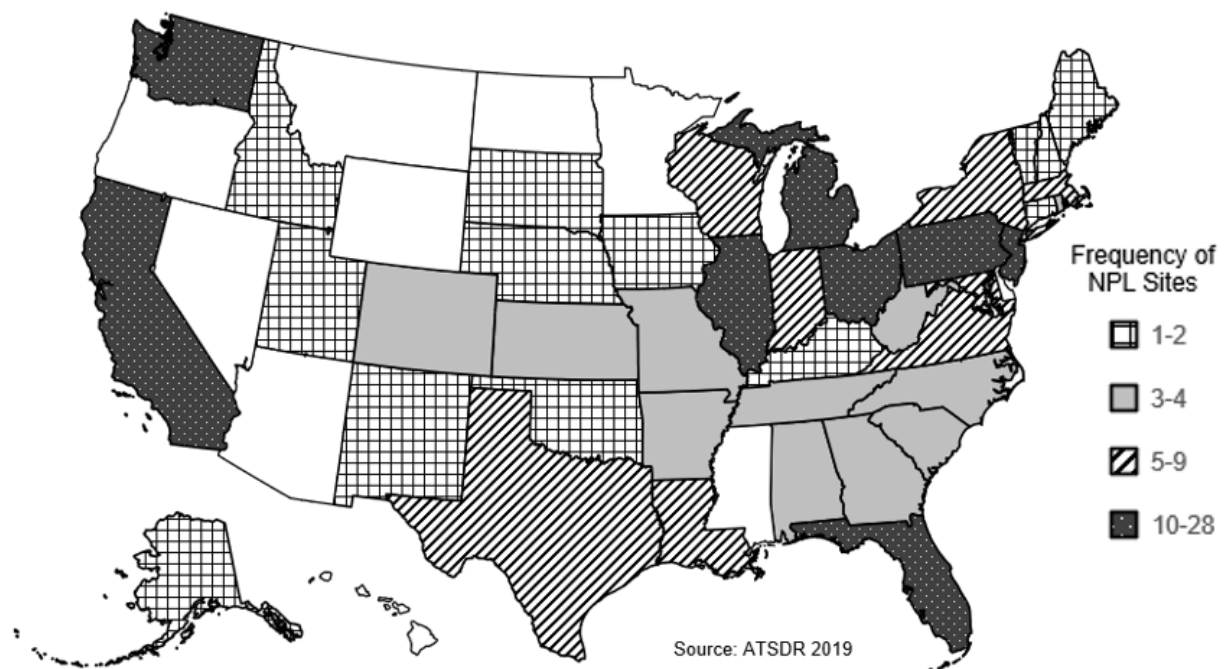 Frequency of
NPL Sites
1-2
3-4
5-9
10-28
Source: ATSDR 2019